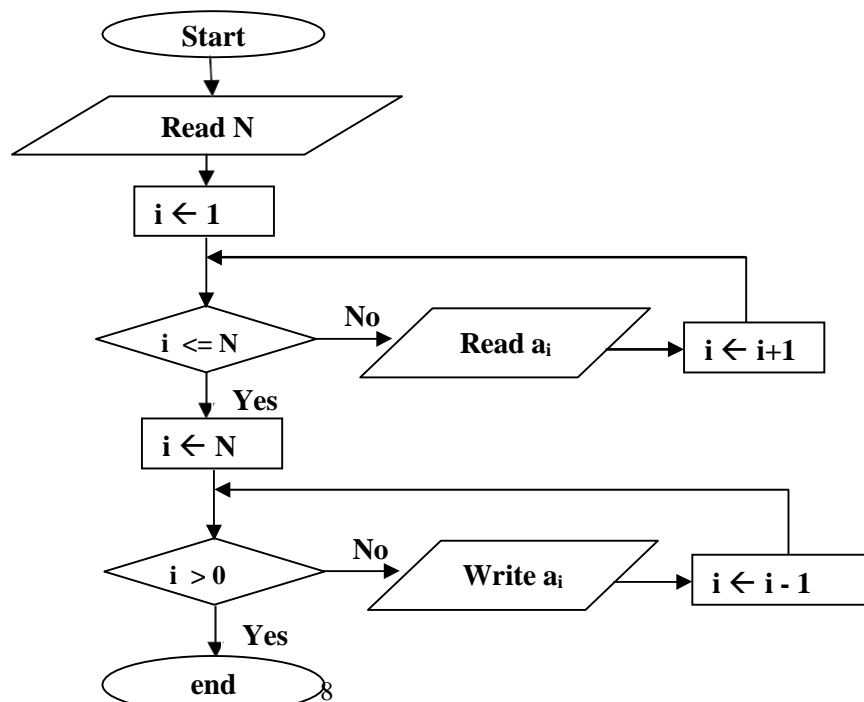 Start
Read N
i ← 1
i <= N
No
Read aᵢ
i ← i+1
Yes
i ← N
i > 0
No
Write aᵢ
i ← i - 1
Yes
end
8